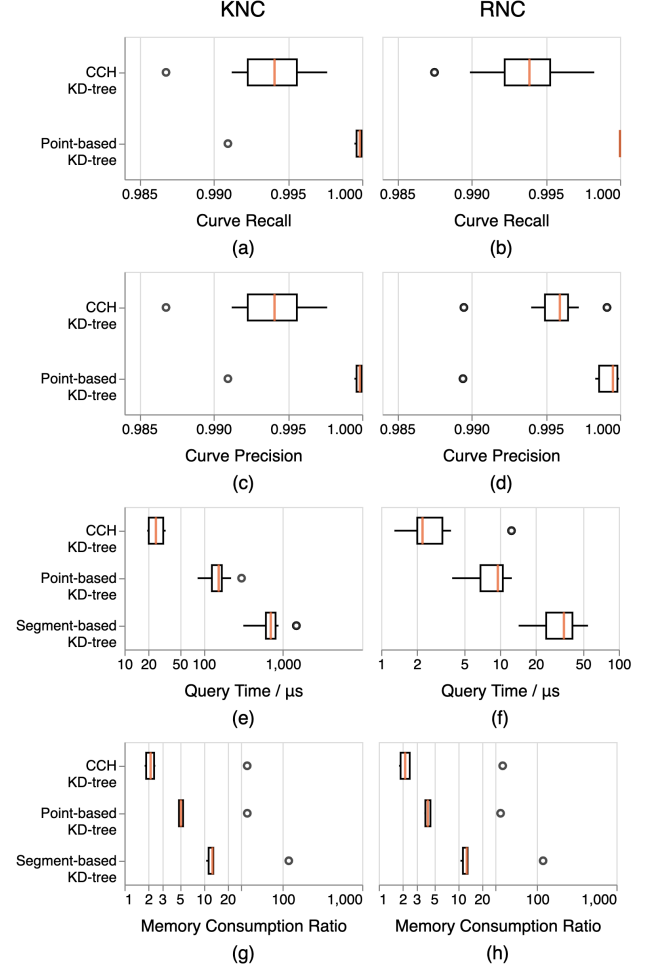 KNC RNC
CCH
KD-tree
Point-based
KD-tree
0.985 0.990 0.995 1.000 0.985 0.990 0.995 1.000
Curve Recall Curve Recall
(a) (b)
CCH
KD-tree
Point-based
KD-tree
0.985 0.990 0.995 1.000 0.985 0.990 0.995 1.000
Curve Precision Curve Precision
(c) (d)
CCH
KD-tree
Point-based
KD-tree
Segment-based
KD-tree
10 20 50 100 1,000 1 2 5 10 20 50 100
Query Time / μs Query Time / μs
(e) (f)
CCH
KD-tree
Point-based
KD-tree
Segment-based
KD-tree
1 2 3 5 10 20 100 1,000 1 2 3 5 10 20 100 1,000
Memory Consumption Ratio Memory Consumption Ratio
(g) (h)